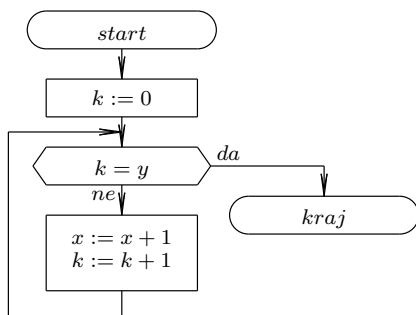 start
k := 0
k = y
da
ne
kraj
x := x + 1
k := k + 1